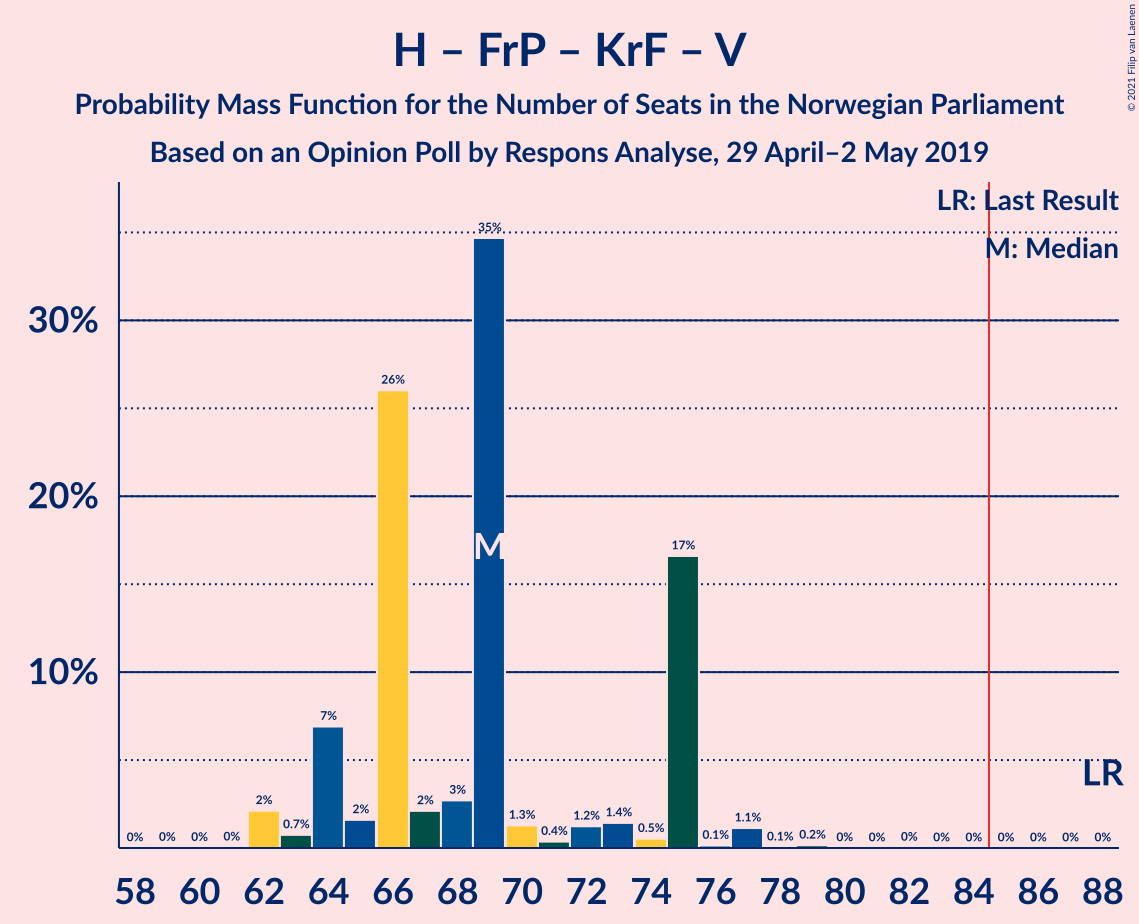 H – FrP – KrF – V
Probability Mass Function for the Number of Seats in the Norwegian Parliament
Based on an Opinion Poll by Respons Analyse, 29 April–2 May 2019
© 2021 Filip van Laenen
LR: Last Result
M: Median
30%
20%
10%
0% 0% 0% 0% 2% 0.7% 7% 2% 26% 2% 3% 35% 1.3% 0.4% 1.2% 1.4% 0.5% 17% 0.1% 1.1% 0.1% 0.2% 0% 0% 0% 0% 0% 0% 0% 0% 0%
M
LR
58 60 62 64 66 68 70 72 74 76 78 80 82 84 86 88